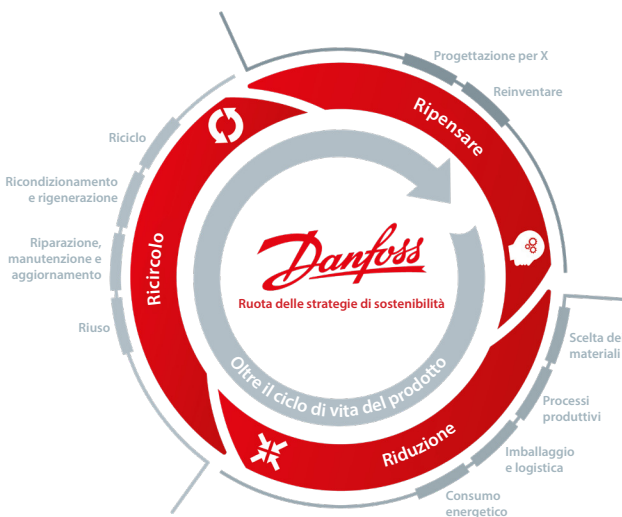 Progettazione per X
Reinventare
Ripensare
Riciclo
Ricondizionamento
e rigenerazione
Riparazione,
manutenzione e
aggiornamento
Riuso
Ricircolo
Danfoss
Ruota delle strategie di sostenibilità
Oltre il ciclo di vita del prodotto
Scelta de
materiali
Processi
produttivi
Imballaggio
e logistica
Consumo
energetico
Riduzione